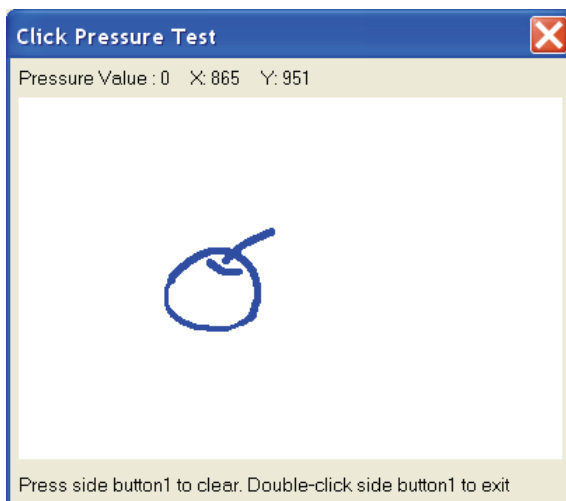 Click Pressure Test
Pressure Value : 0 X: 865 Y: 951
Press side button1 to clear. Double-click side button1 to exit